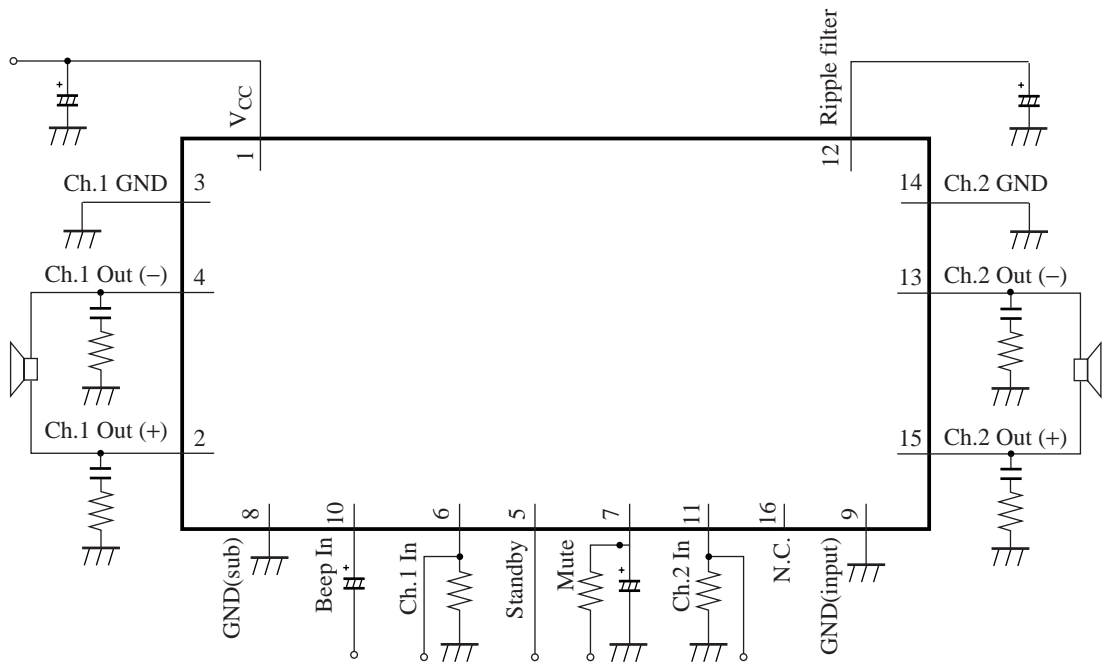 +
V_CC
1
Ripple filter
12
+
Ch.1 GND
3
14
Ch.2 GND
Ch.1 Out (−)
4
13
Ch.2 Out (−)
Ch.1 Out (+)
2
15
Ch.2 Out (+)
8
GND(sub)
10
Beep In
+
6
Ch.1 In
5
Standby
7
Mute
+
11
Ch.2 In
16
N.C.
9
GND(input)